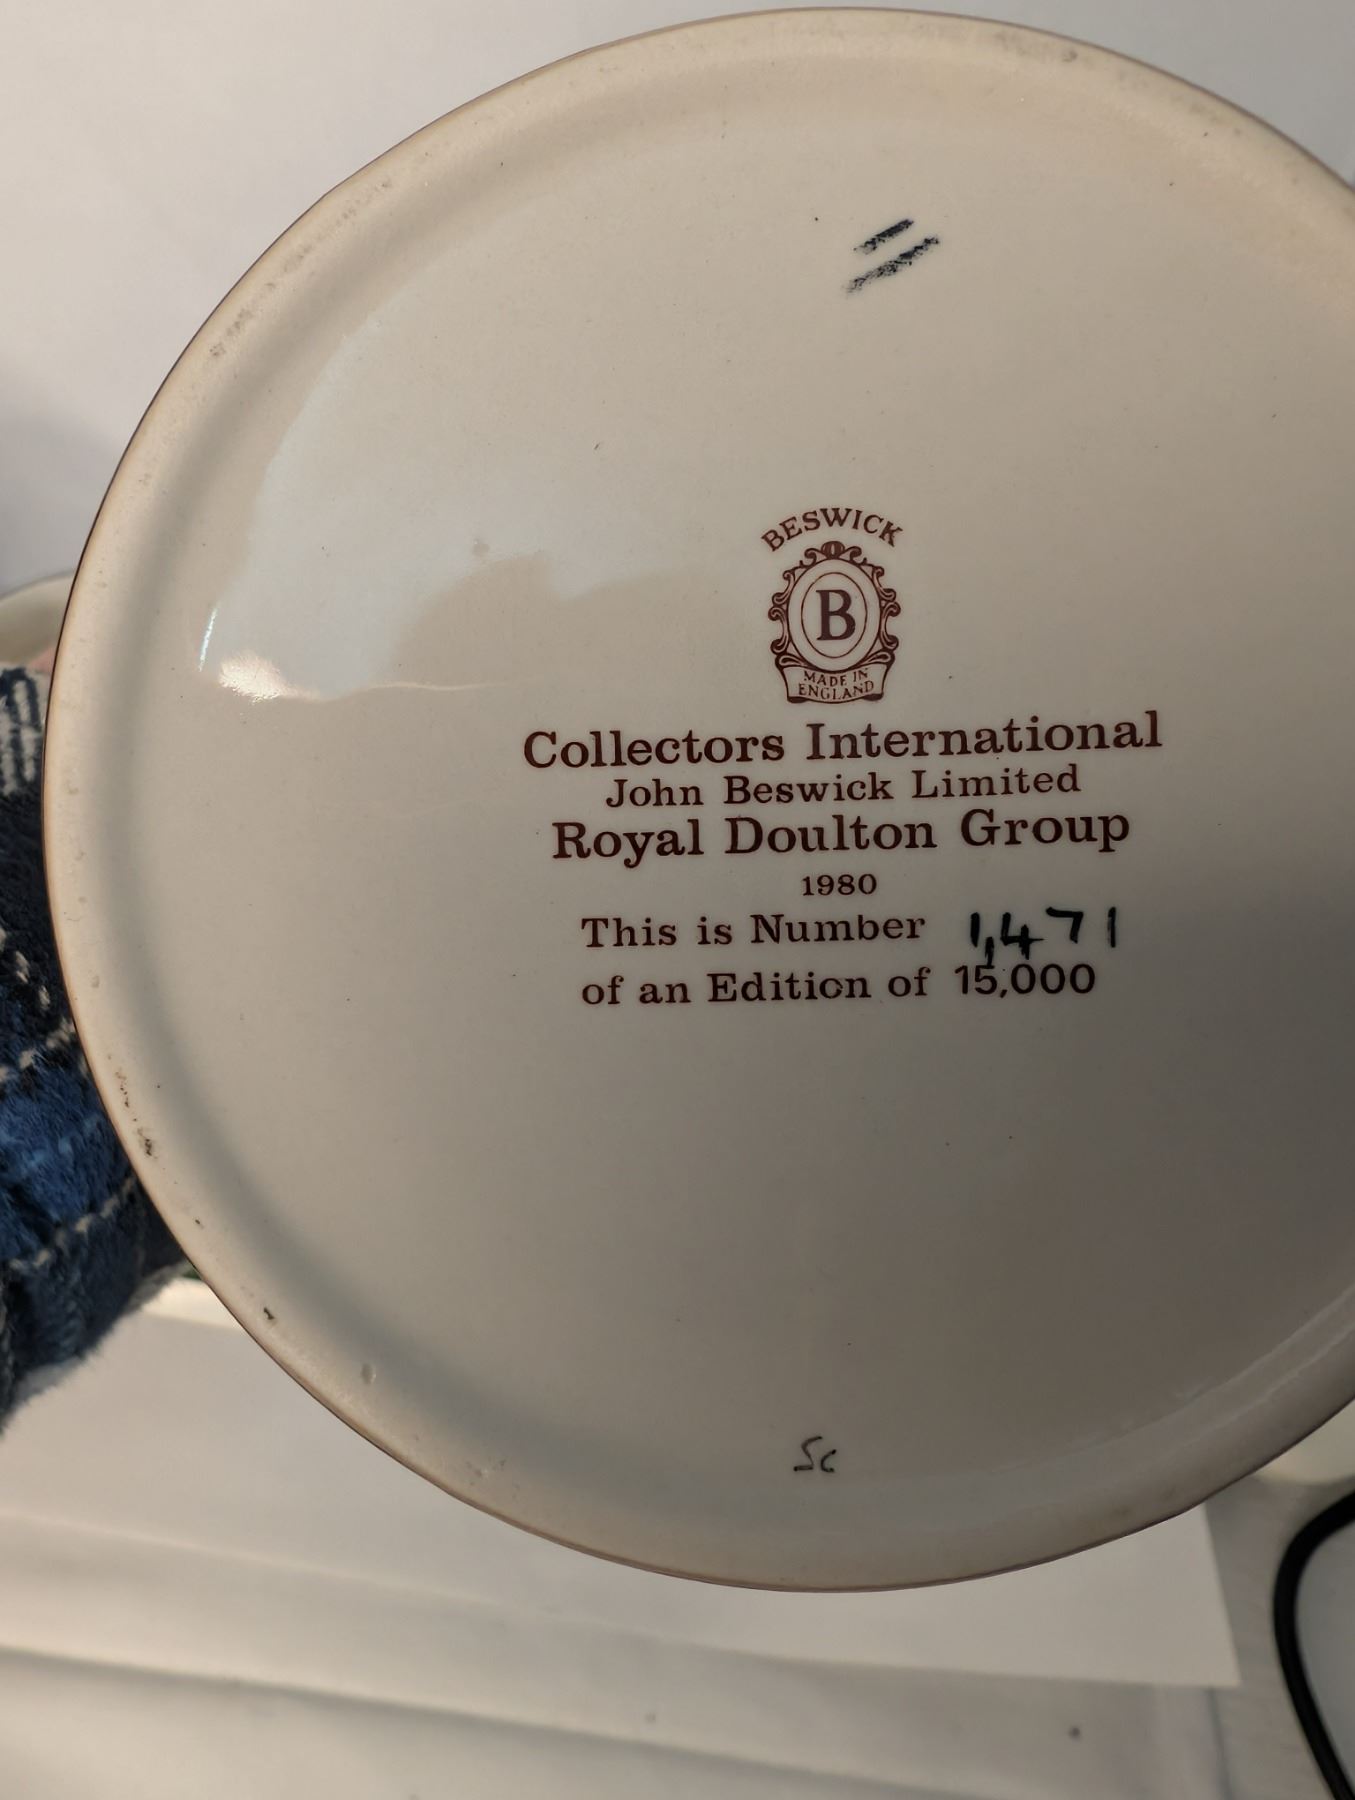 BESWICK
B
MADE IN
ENGLAND
Collectors International
John Beswick Limited
Royal Doulton Group
1980
This is Number 1,471
of an Edition of 15,000
Sc